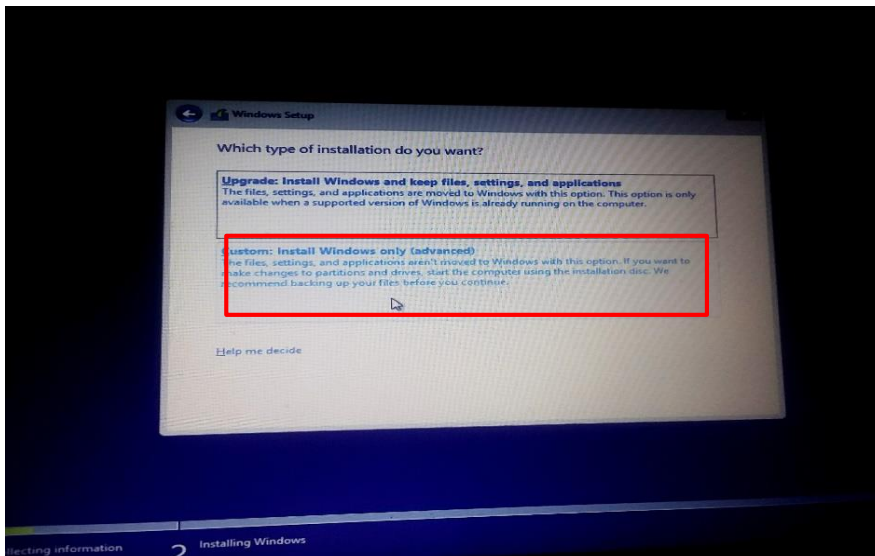 Windows Setup
Which type of installation do you want?
Upgrade: Install Windows and keep files, settings, and applications
The files, settings, and applications are moved to Windows with this option. This option is only
available when a supported version of Windows is already running on the computer.
Custom: Install Windows only (advanced)
The files, settings, and applications aren't moved to Windows with this option. If you want to
make changes to partitions and drives, start the computer using the installation disc. We
recommend backing up your files before you continue.
Help me decide
llecting information
2 Installing Windows